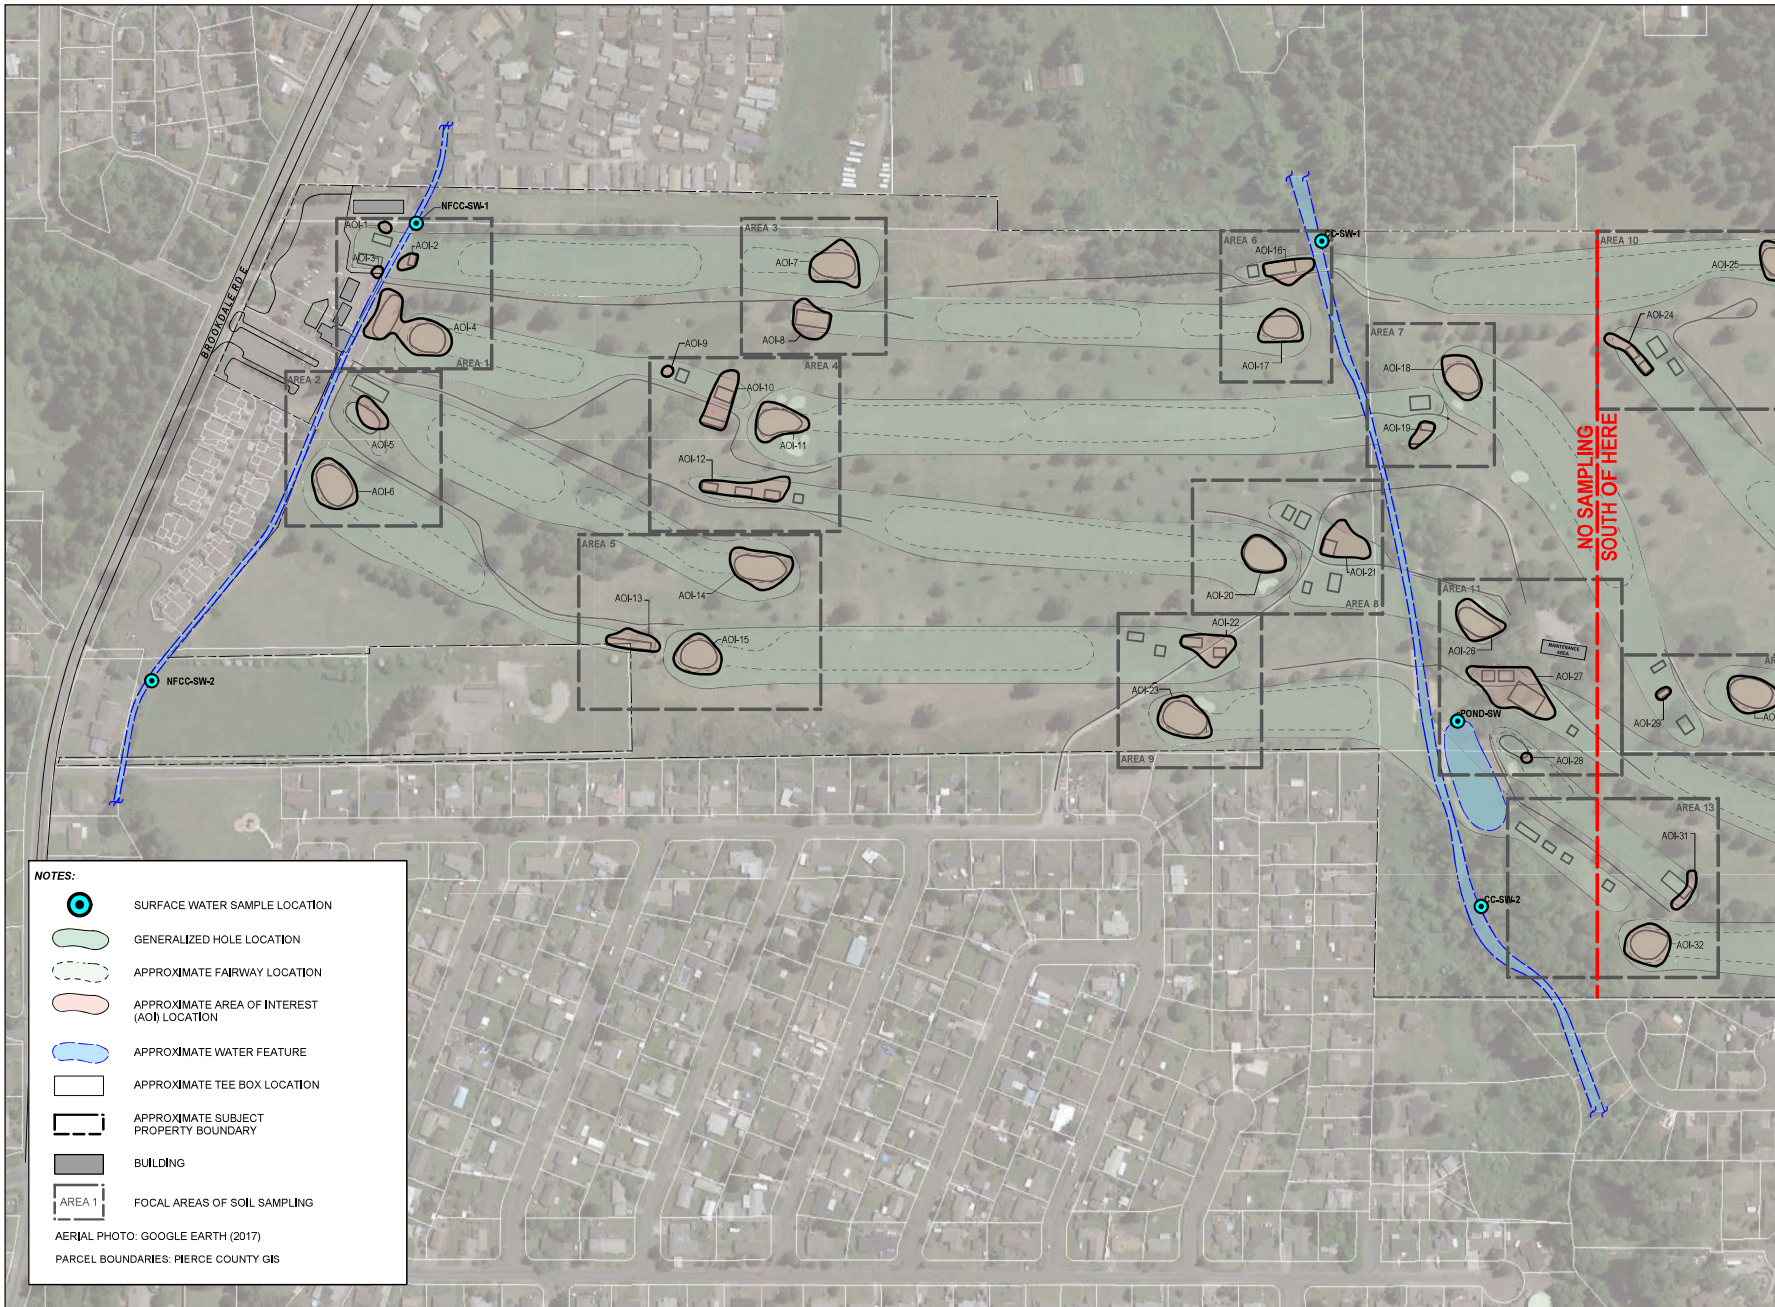 NFCC-SW-1
AOI-1
AOI-2
AOI-3
AOI-4
AREA 1
BROOKDALE RD E
AREA 2
AOI-5
AOI-6
NFCC-SW-2
AREA 3
AOI-7
AOI-8
AOI-9
AREA 4
AOI-10
AOI-11
AOI-12
AREA 5
AOI-13
AOI-14
AOI-15
AREA 6
CC-SW-1
AOI-16
AOI-17
AREA 7
AOI-18
AOI-19
AOI-20
AOI-21
AREA 8
AOI-22
AOI-23
AREA 9
AREA 10
AOI-25
AOI-24
NO SAMPLING
SOUTH OF HERE
AREA 11
AOI-26
MAINTENANCE
AREA
AOI-27
POND-SW
AOI-28
AOI-29
AREA 13
AOI-31
CC-SW-2
AOI-32
NOTES:
SURFACE WATER SAMPLE LOCATION
GENERALIZED HOLE LOCATION
APPROXIMATE FAIRWAY LOCATION
APPROXIMATE AREA OF INTEREST
(AOI) LOCATION
APPROXIMATE WATER FEATURE
APPROXIMATE TEE BOX LOCATION
APPROXIMATE SUBJECT
PROPERTY BOUNDARY
BUILDING
AREA 1
FOCAL AREAS OF SOIL SAMPLING
AERIAL PHOTO: GOOGLE EARTH (2017)
PARCEL BOUNDARIES: PIERCE COUNTY GIS